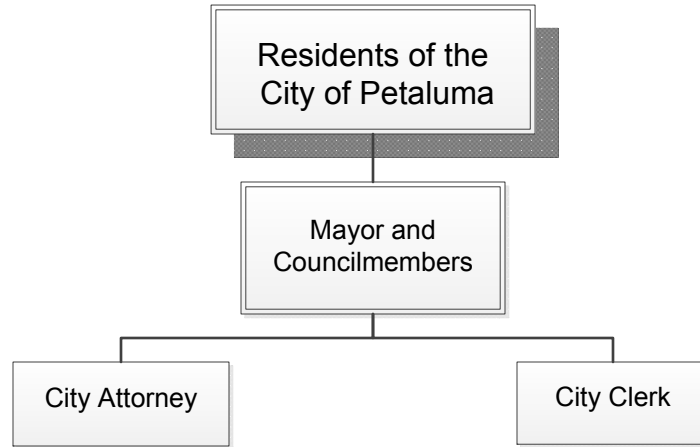 Residents of the
City of Petaluma
Mayor and
Councilmembers
City Attorney
City Clerk